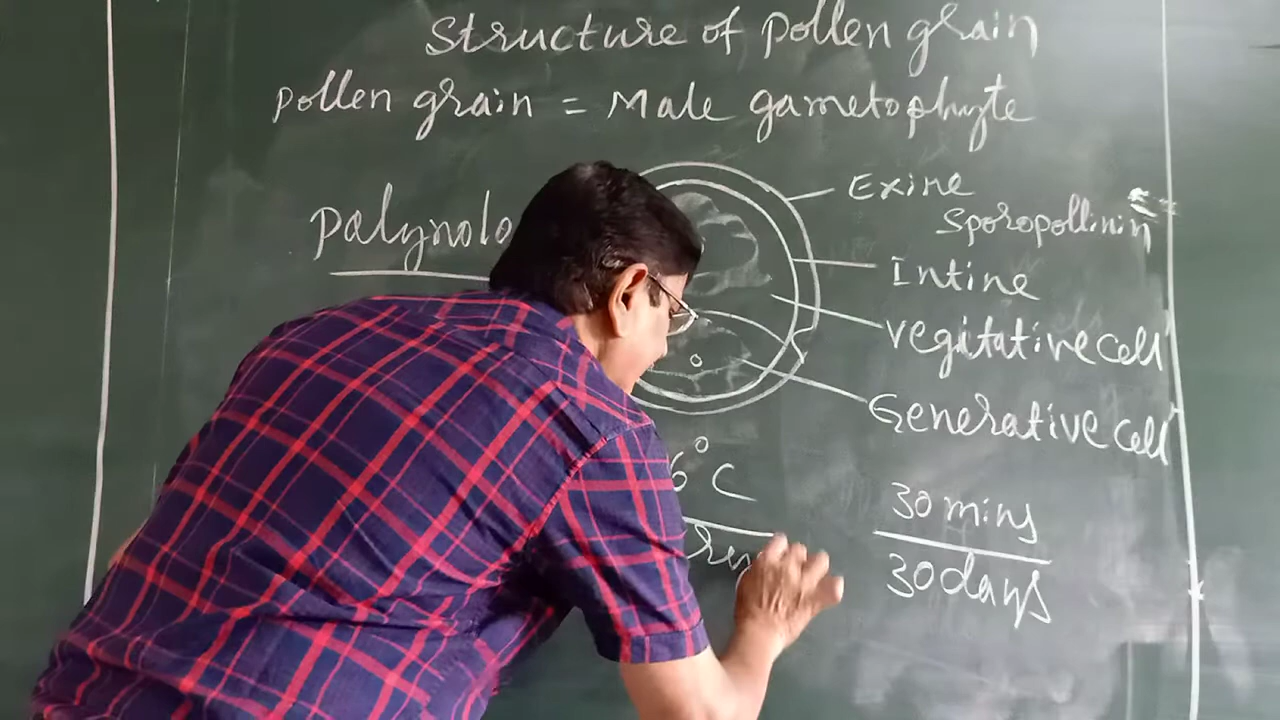 Structure of pollen grain
pollen grain = Male gametophyte
Exine
Palynolo
Sporopollinin
Intine
vegitative cell
Generative cell
6°C
30 mins
30 days